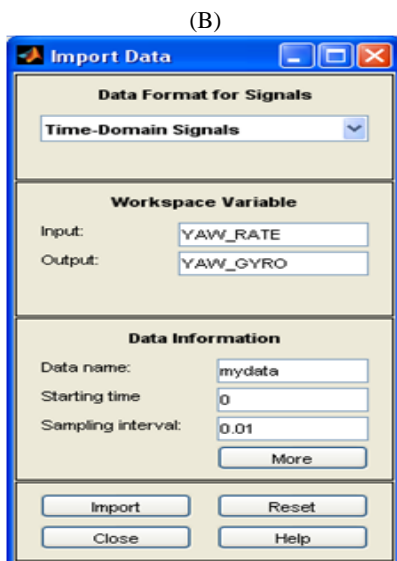 (B)
Import Data
Data Format for Signals
Time-Domain Signals
Workspace Variable
Input: YAW_RATE
Output: YAW_GYRO
Data Information
Data name: mydata
Starting time 0
Sampling interval: 0.01
More
Import Reset
Close Help